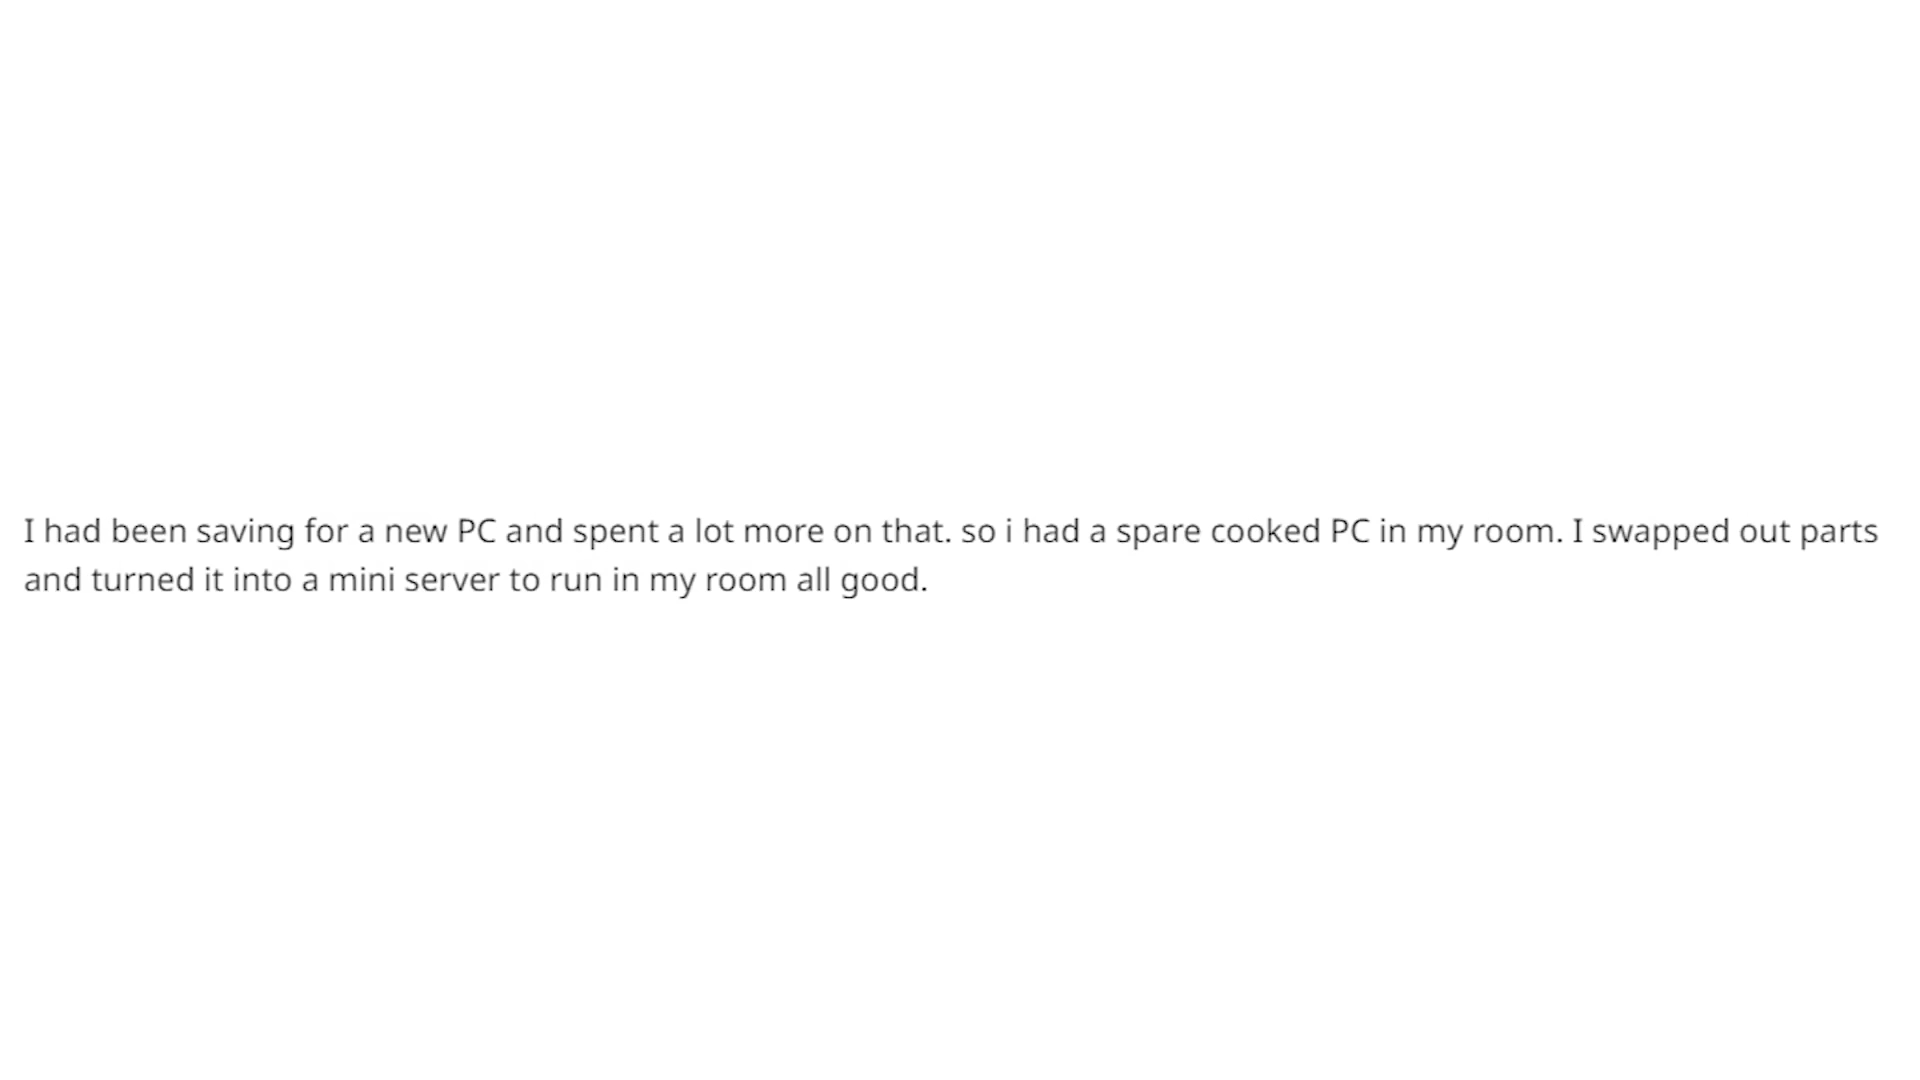 I had been saving for a new PC and spent a lot more on that. so i had a spare cooked PC in my room. I swapped out parts
and turned it into a mini server to run in my room all good.